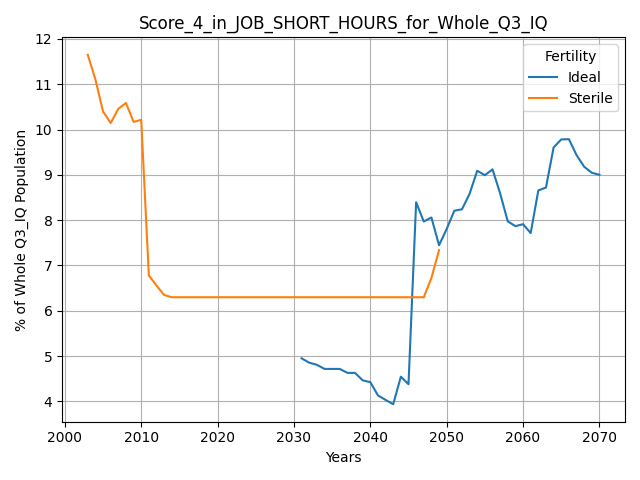 Score_4_in_JOB_SHORT_HOURS_for_Whole_Q3_IQ
% of Whole Q3_IQ Population
12
11
10
9
8
7
6
5
4
Fertility
Ideal
Sterile
2000 2010 2020 2030 2040 2050 2060 2070
Years